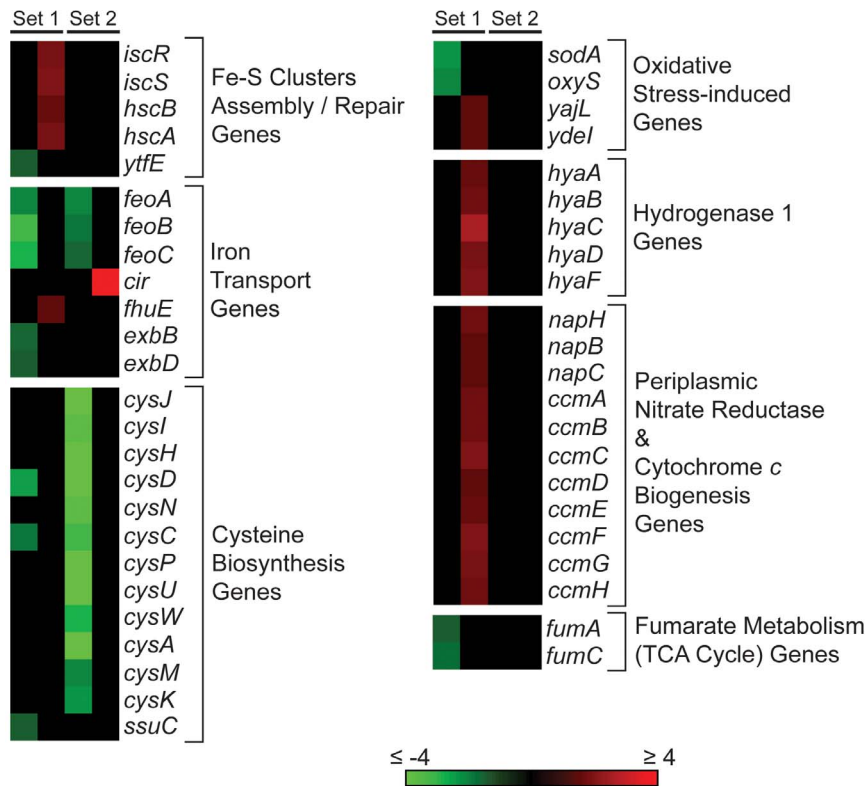 Set 1 Set 2
iscR
iscS
hscB
hscA
ytfE
Fe-S Clusters
Assembly / Repair
Genes
feoA
feoB
feoC
cir
fhuE
exbB
exbD
Iron
Transport
Genes
cysJ
cysI
cysH
cysD
cysN
cysC
cysP
cysU
cysW
cysA
cysM
cysK
ssuC
Cysteine
Biosynthesis
Genes
Set 1 Set 2
sodA
oxyS
yajL
ydeI
Oxidative
Stress-induced
Genes
hyaA
hyaB
hyaC
hyaD
hyaF
Hydrogenase 1
Genes
napH
napB
napC
ccmA
ccmB
ccmC
ccmD
ccmE
ccmF
ccmG
ccmH
Periplasmic
Nitrate Reductase
&
Cytochrome c
Biogenesis
Genes
fumA
fumC
Fumarate Metabolism
(TCA Cycle) Genes
≤ -4 ≥ 4